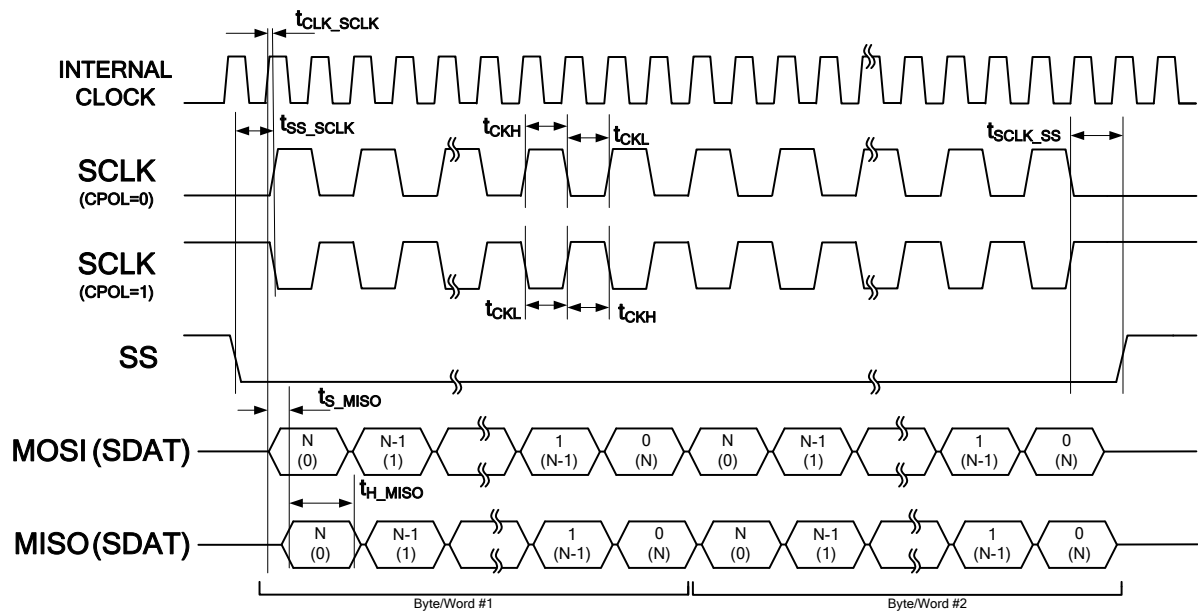 tCLK_SCLK
INTERNAL
CLOCK
tSS_SCLK
tCKH
tCKL
tSCLK_SS
SCLK
(CPOL=0)
SCLK
(CPOL=1)
tCKL
tCKH
SS
tS_MISO
MOSI (SDAT)
N
(0)
N-1
(1)
1
(N-1)
0
(N)
N
(0)
N-1
(1)
1
(N-1)
0
(N)
tH_MISO
MISO (SDAT)
N
(0)
N-1
(1)
1
(N-1)
0
(N)
N
(0)
N-1
(1)
1
(N-1)
0
(N)
Byte/Word #1
Byte/Word #2